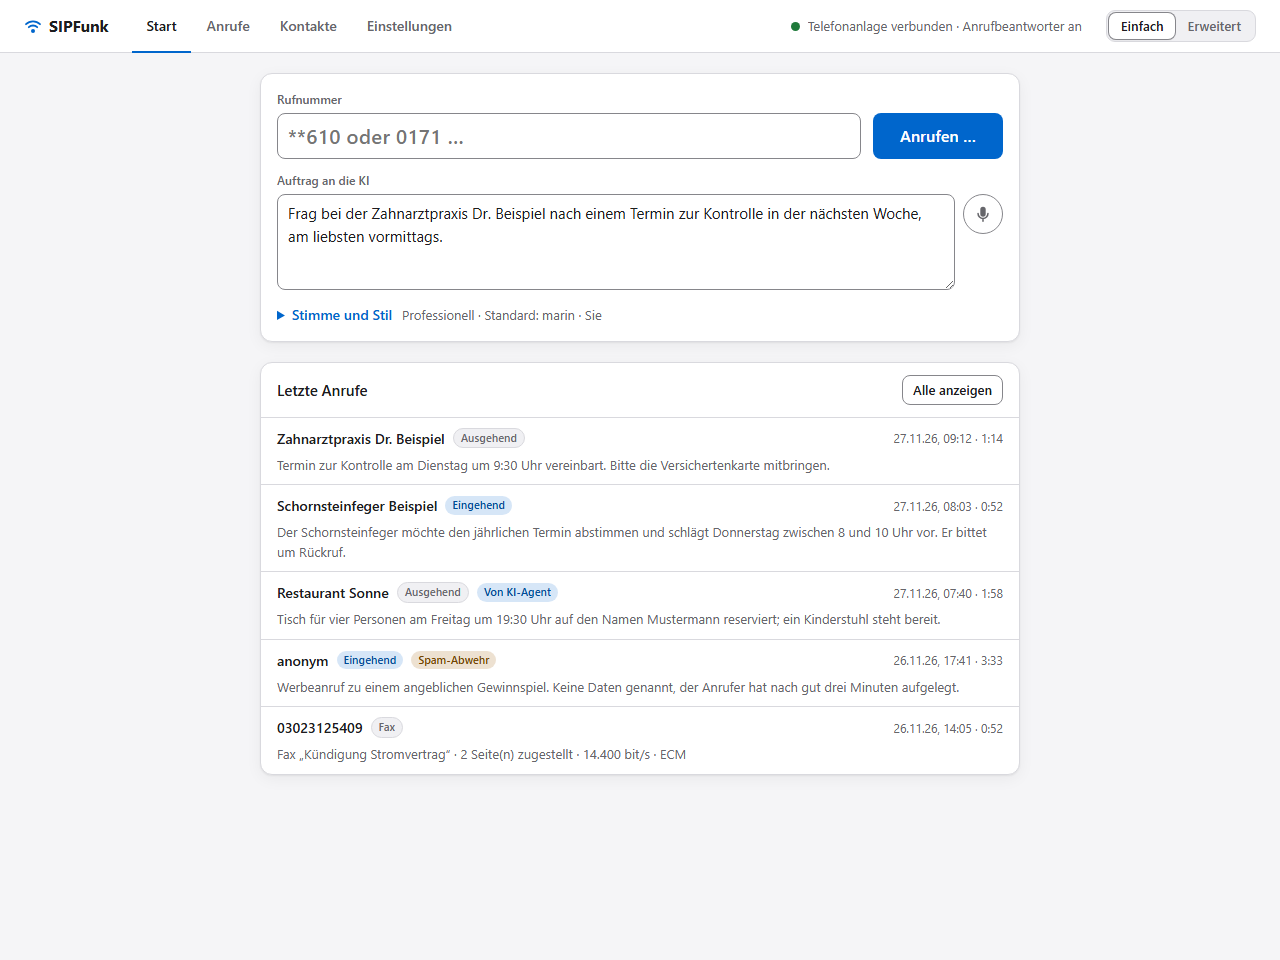 SIPFunk
Start
Anrufe
Kontakte
Einstellungen
Telefonanlage verbunden · Anrufbeantworter an
Einfach
Erweitert
Rufnummer
**610 oder 0171 ...
Anrufen ...
Auftrag an die KI
Frag bei der Zahnarztpraxis Dr. Beispiel nach einem Termin zur Kontrolle in der nächsten Woche,
am liebsten vormittags.
Stimme und Stil Professionell · Standard: marin · Sie
Letzte Anrufe
Alle anzeigen
Zahnarztpraxis Dr. Beispiel Ausgehend 27.11.26, 09:12 · 1:14
Termin zur Kontrolle am Dienstag um 9:30 Uhr vereinbart. Bitte die Versichertenkarte mitbringen.
Schornsteinfeger Beispiel Eingehend 27.11.26, 08:03 · 0:52
Der Schornsteinfeger möchte den jährlichen Termin abstimmen und schlägt Donnerstag zwischen 8 und 10 Uhr vor. Er bittet
um Rückruf.
Restaurant Sonne Ausgehend Von KI-Agent 27.11.26, 07:40 · 1:58
Tisch für vier Personen am Freitag um 19:30 Uhr auf den Namen Mustermann reserviert; ein Kinderstuhl steht bereit.
anonym Eingehend Spam-Abwehr 26.11.26, 17:41 · 3:33
Werbeanruf zu einem angeblichen Gewinnspiel. Keine Daten genannt, der Anrufer hat nach gut drei Minuten aufgelegt.
03023125409 Fax 26.11.26, 14:05 · 0:52
Fax „Kündigung Stromvertrag“ · 2 Seite(n) zugestellt · 14.400 bit/s · ECM